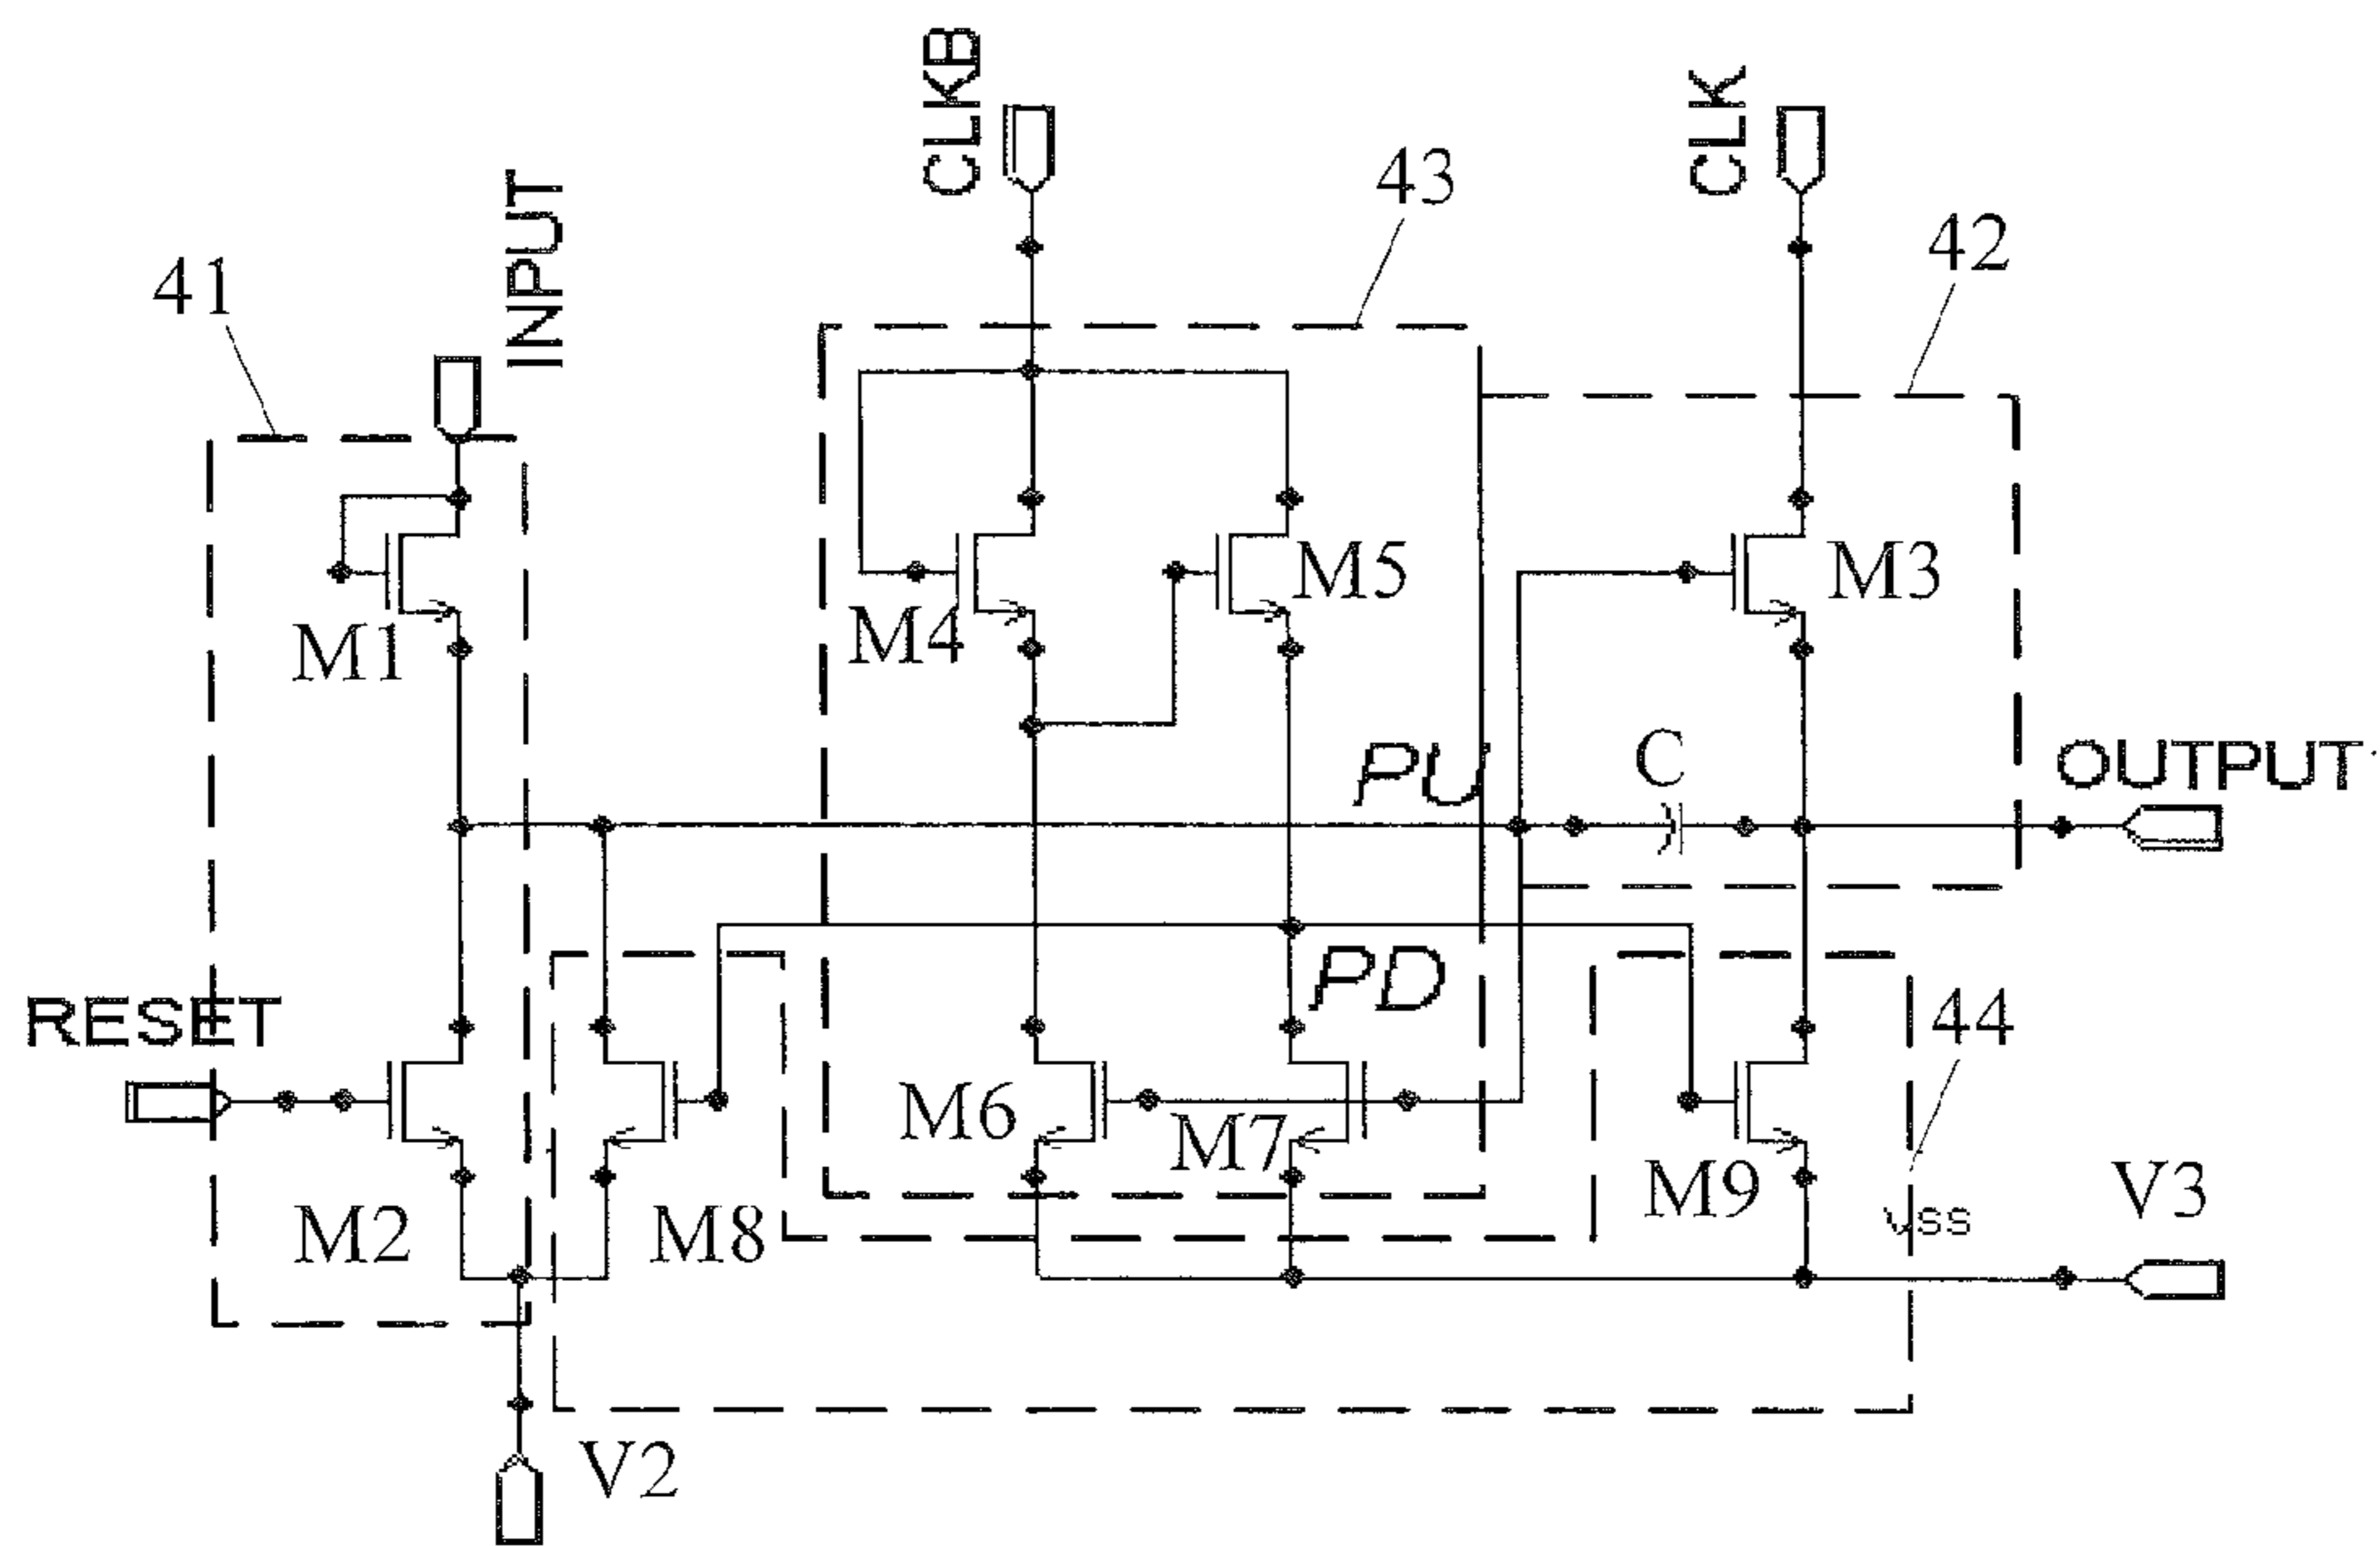 CLKB
CLK
43
42
INPUT
41
M5
M3
M4
M1
PU
C
OUTPUT
PD
RESET
44
M6
M7
M9
V3
M2
M8
vss
V2